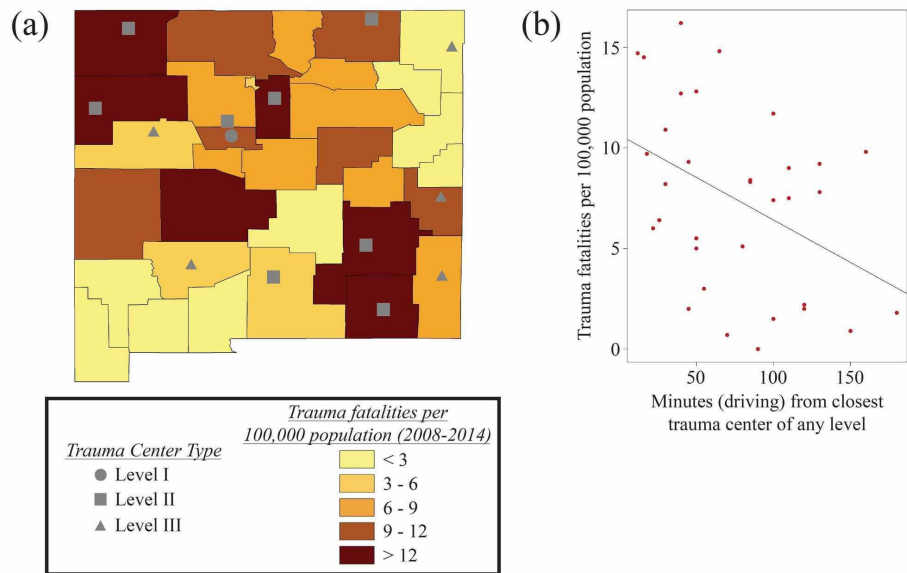 (a)
Trauma Center Type
Level I
Level II
Level III
Trauma fatalities per
100,000 population (2008-2014)
< 3
3 - 6
6 - 9
9 - 12
> 12
(b)
Trauma fatalities per 100,000 population
15
10
5
0
50
100
150
Minutes (driving) from closest
trauma center of any level